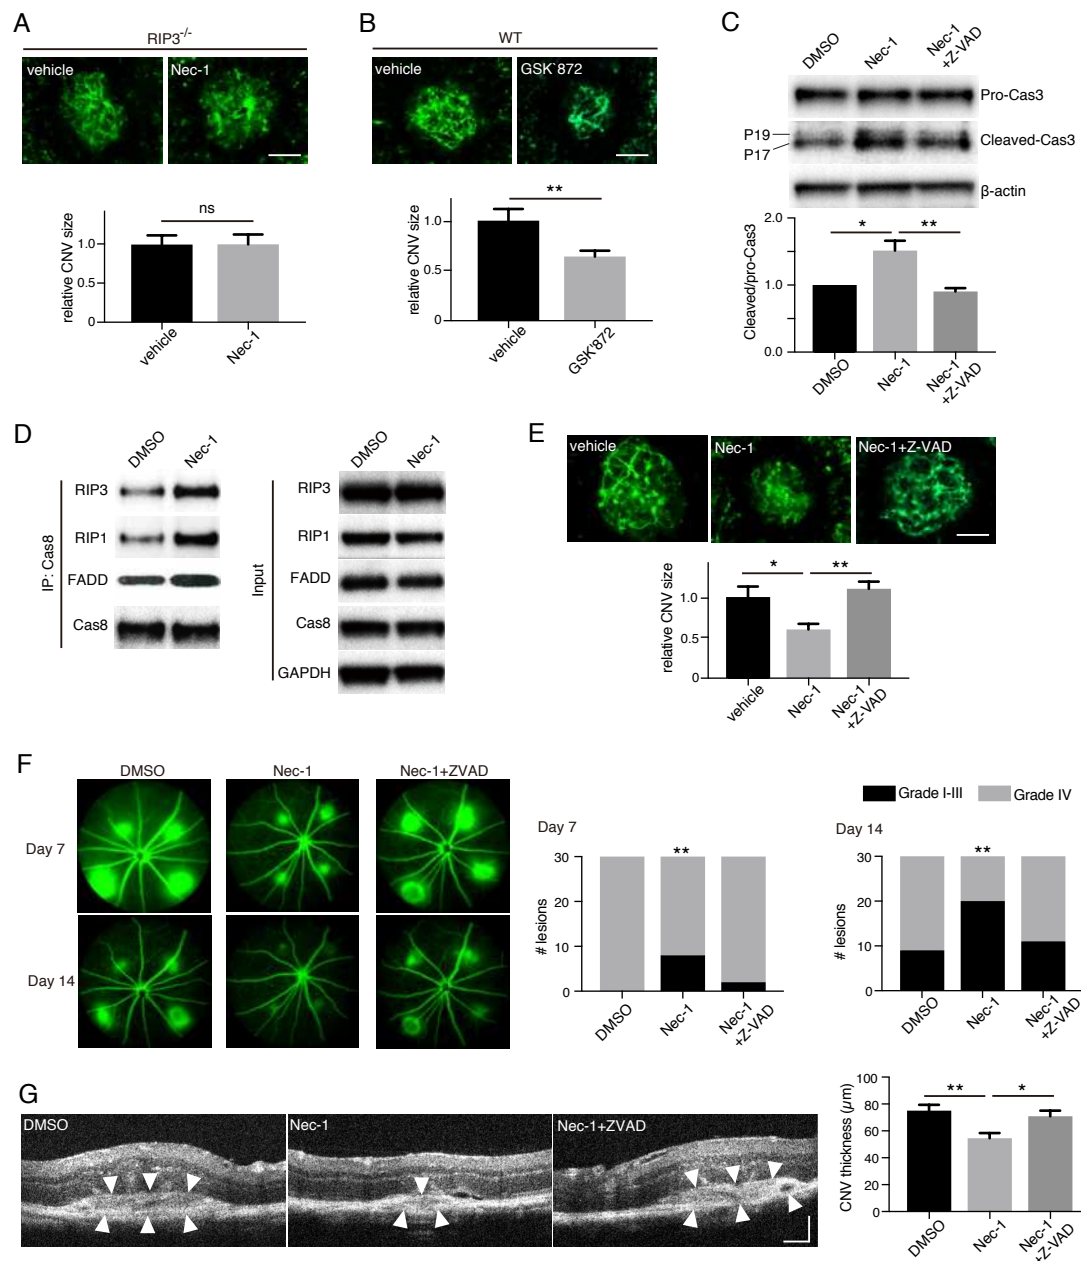 A
RIP3-/-
vehicle
Nec-1
ns
relative CNV size
1.0
0.5
0
vehicle
Nec-1
B
WT
vehicle
GSK`872
**
relative CNV size
1.0
0.5
0
vehicle
GSK'872
C
DMSO
Nec-1
Nec-1
+Z-VAD
Pro-Cas3
P19
P17
Cleaved-Cas3
β-actin
Cleaved/pro-Cas3
2.0
1.0
0.0
*
**
DMSO
Nec-1
Nec-1
+Z-VAD
D
DMSO
Nec-1
IP: Cas8
RIP3
RIP1
FADD
Cas8
DMSO
Nec-1
Input
RIP3
RIP1
FADD
Cas8
GAPDH
E
vehicle
Nec-1
Nec-1+Z-VAD
*
**
relative CNV size
1.0
0.5
0
vehicle
Nec-1
Nec-1
+Z-VAD
F
DMSO
Nec-1
Nec-1+ZVAD
Day 7
Day 14
Grade I-III
Grade IV
Day 7
**
# lesions
30
20
10
0
DMSO
Nec-1
Nec-1
+Z-VAD
Day 14
**
# lesions
30
20
10
0
DMSO
Nec-1
Nec-1
+Z-VAD
G
DMSO
Nec-1
Nec-1+ZVAD
CNV thickness (µm)
100
80
60
40
20
0
**
*
DMSO
Nec-1
Nec-1
+Z-VAD